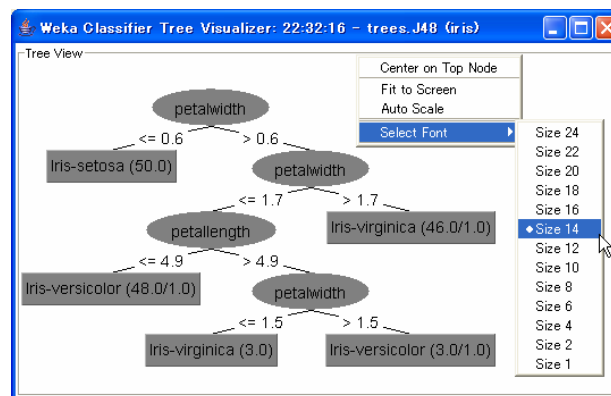 Weka Classifier Tree Visualizer: 22:32:16 - trees.J48 (iris)
Tree View
Center on Top Node
Fit to Screen
Auto Scale
Select Font
Size 24
Size 22
Size 20
Size 18
Size 16
Size 14
Size 12
Size 10
Size 8
Size 6
Size 4
Size 2
Size 1
petalwidth
<= 0.6 > 0.6
Iris-setosa (50.0)
petalwidth
<= 1.7 > 1.7
petallength
Iris-virginica (46.0/1.0)
<= 4.9 > 4.9
Iris-versicolor (48.0/1.0)
petalwidth
<= 1.5 > 1.5
Iris-virginica (3.0)
Iris-versicolor (3.0/1.0)